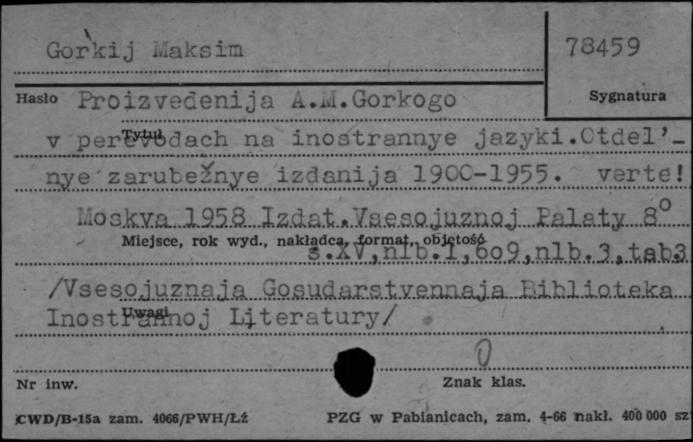 Gor'kij Maksim
78459
Hasło
Sygnatura
Proizvedenija A.M.Gorkogo
Tytuł
v perevodach na inostrannye jazyki.Otdel'-
nye zarubežnye izdanija 1900-1955. verte!
Moskva 1958 Izdat.Vsesojuznoj Palaty 8°
Miejsce, rok wyd., nakładca, format, objętość
s.XV,nlb.1,609,nlb.3,tab3
/Vsesojuznaja Gosudarstvennaja Biblioteka
Uwagi
Inostrannoj Literatury/
0
Nr inw.
Znak klas.
CWD/B-15a zam. 4066/PWH/Łź
PZG w Pabianicach, zam. 4-66 nakł. 400 000 sz